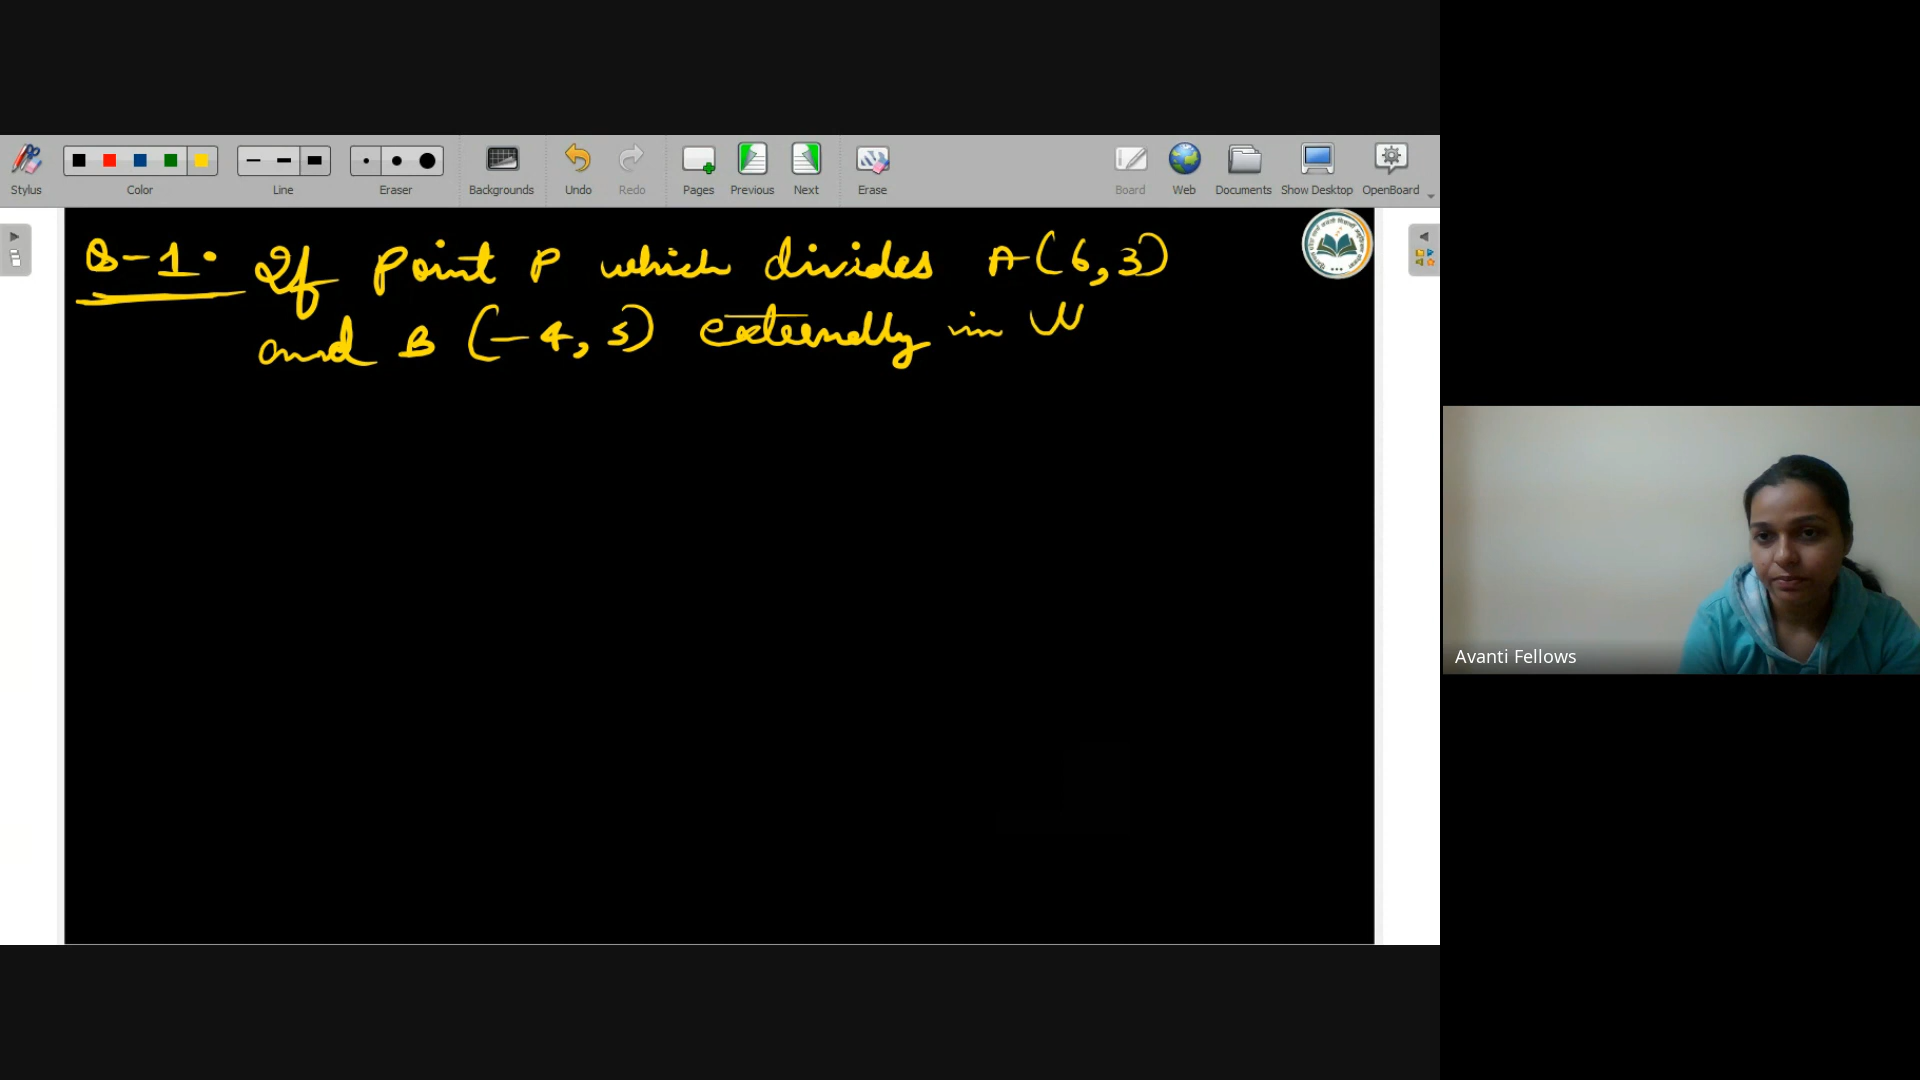 Stylus Color Line Eraser Backgrounds Undo Redo Pages Previous Next Erase Board Web Documents Show Desktop OpenBoard
Q-1. If point P which divides A(6,3)
and B (-4,5) externally in
Avanti Fellows